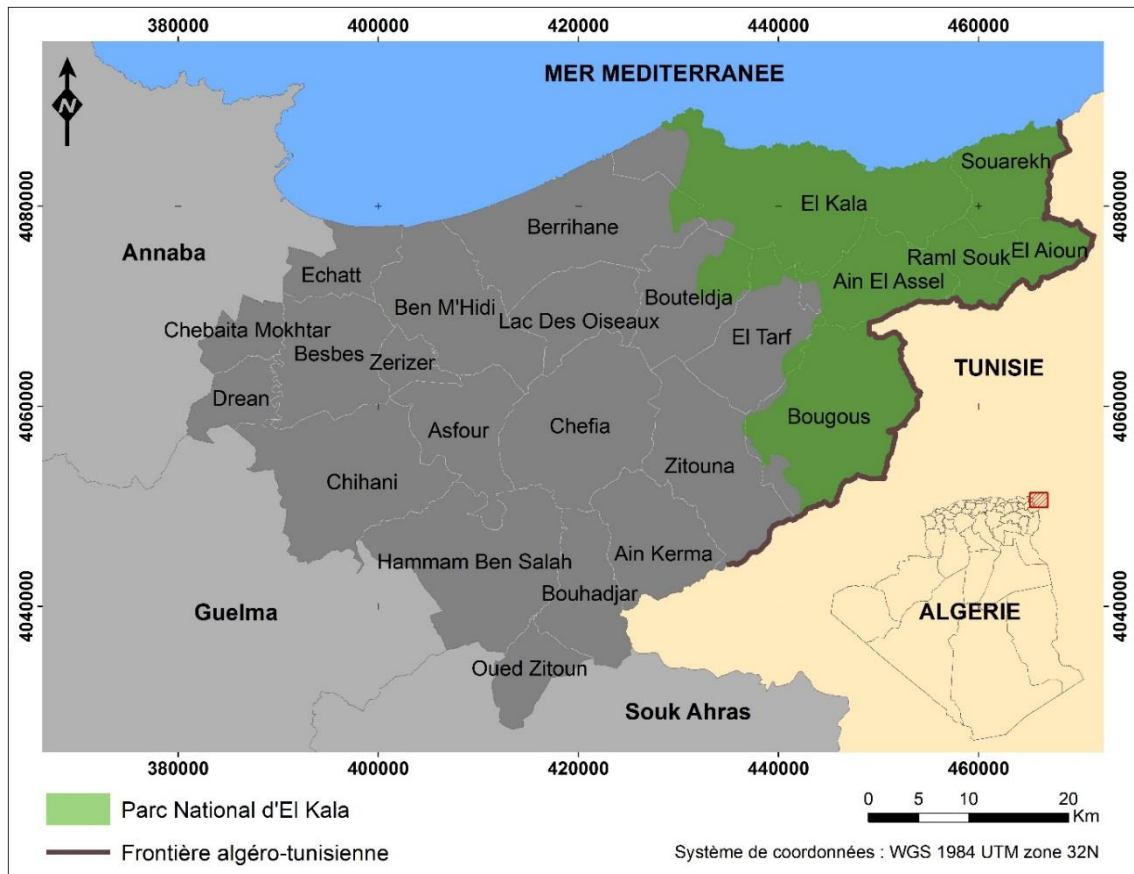 380000 400000 420000 440000 460000
MER MEDITERRANEE
N
Souarekh
4080000 4080000
El Kala
Berrihane
Annaba
El Aioun
Raml Souk
Echatt
Ain El Assel
Bouteldja
Ben M'Hidi
Lac Des Oiseaux
Chebaita Mokhtar
El Tarf
Besbes
Zerizer
TUNISIE
Drean
4060000 4060000
Bougous
Asfour
Chefia
Zitouna
Chihani
Hammam Ben Salah
Ain Kerma
Bouhadjar
4040000 4040000
Guelma
ALGERIE
Oued Zitoun
Souk Ahras
380000 400000 420000 440000 460000
Parc National d'El Kala
0 5 10 20
Km
Frontière algéro-tunisienne
Système de coordonnées : WGS 1984 UTM zone 32N